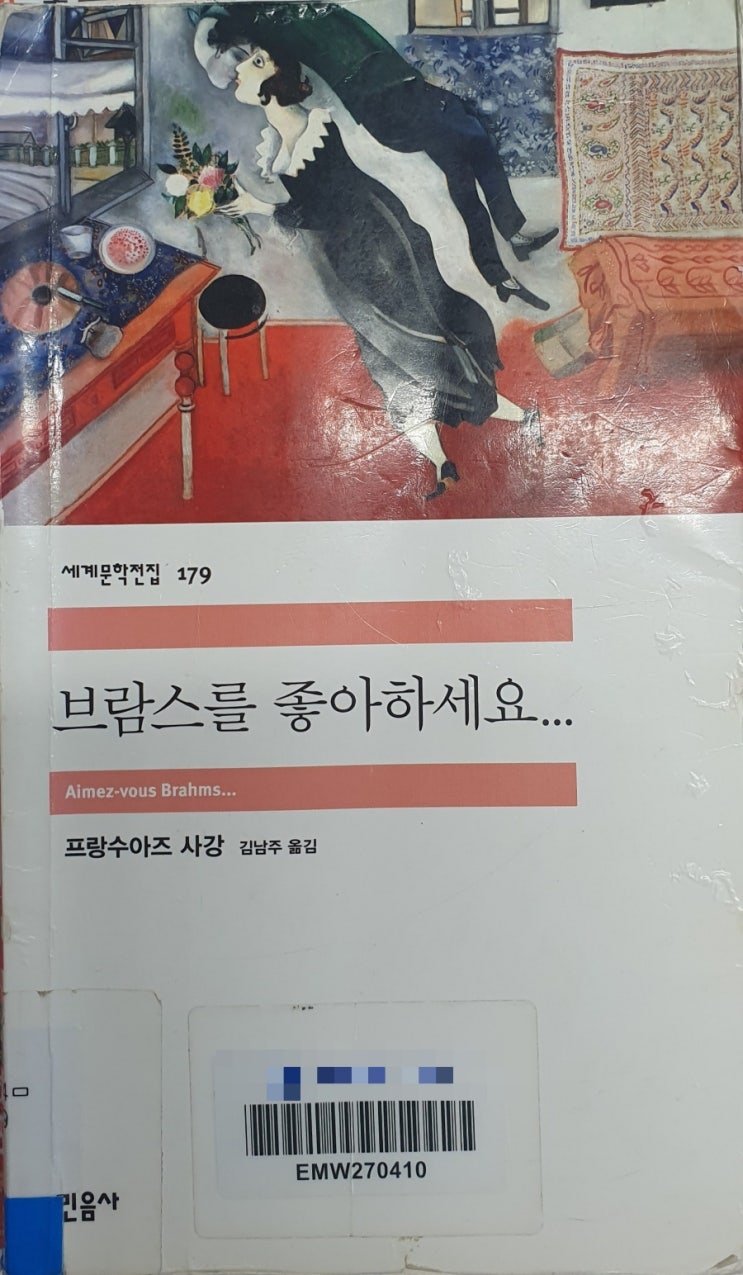 세계문학전집 179
브람스를 좋아하세요...
Aimez-vous Brahms...
프랑수아즈 사강 김남주 옮김
EMW270410
민음사